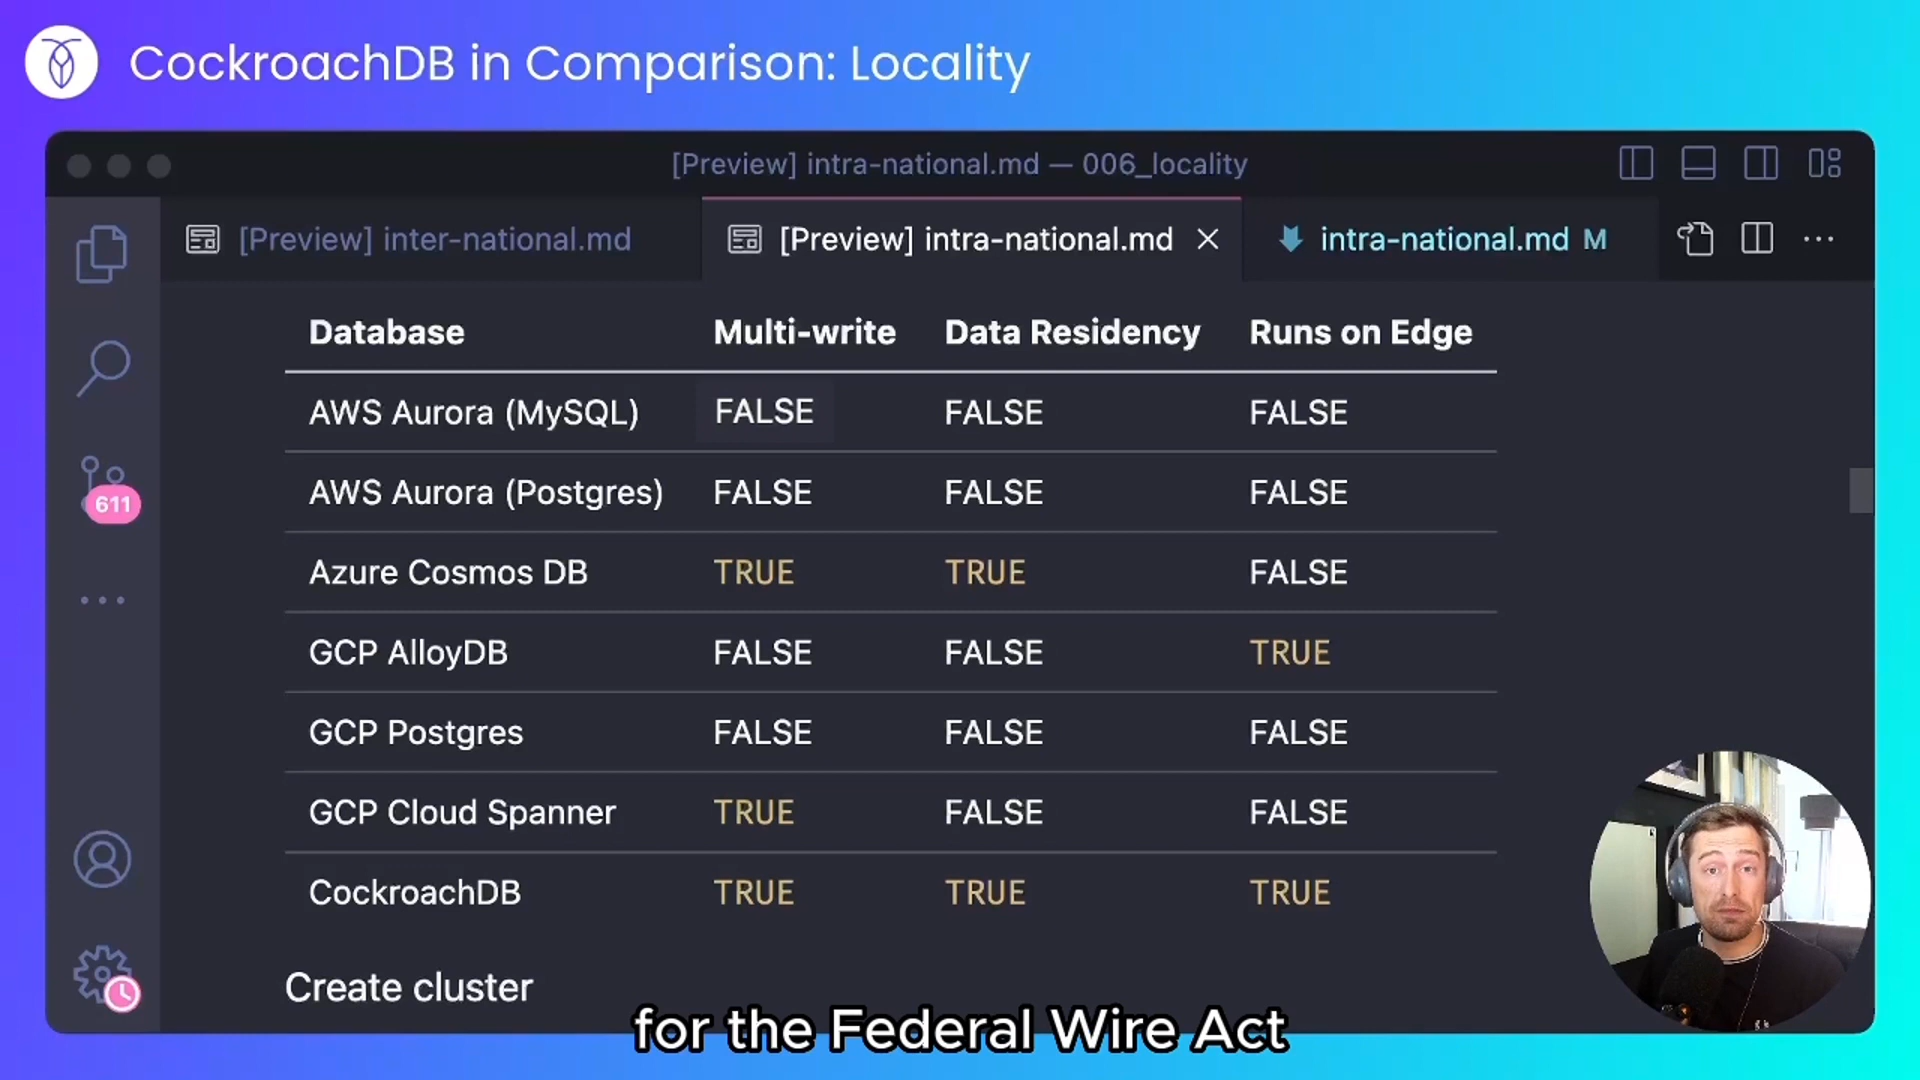 CockroachDB in Comparison: Locality
[Preview] intra-national.md — 006_locality
[Preview] inter-national.md [Preview] intra-national.md intra-national.md M
Database Multi-write Data Residency Runs on Edge
AWS Aurora (MySQL) FALSE FALSE FALSE
AWS Aurora (Postgres) FALSE FALSE FALSE
611
Azure Cosmos DB TRUE TRUE FALSE
GCP AlloyDB FALSE FALSE TRUE
GCP Postgres FALSE FALSE FALSE
GCP Cloud Spanner TRUE FALSE FALSE
CockroachDB TRUE TRUE TRUE
Create cluster
for the Federal Wire Act